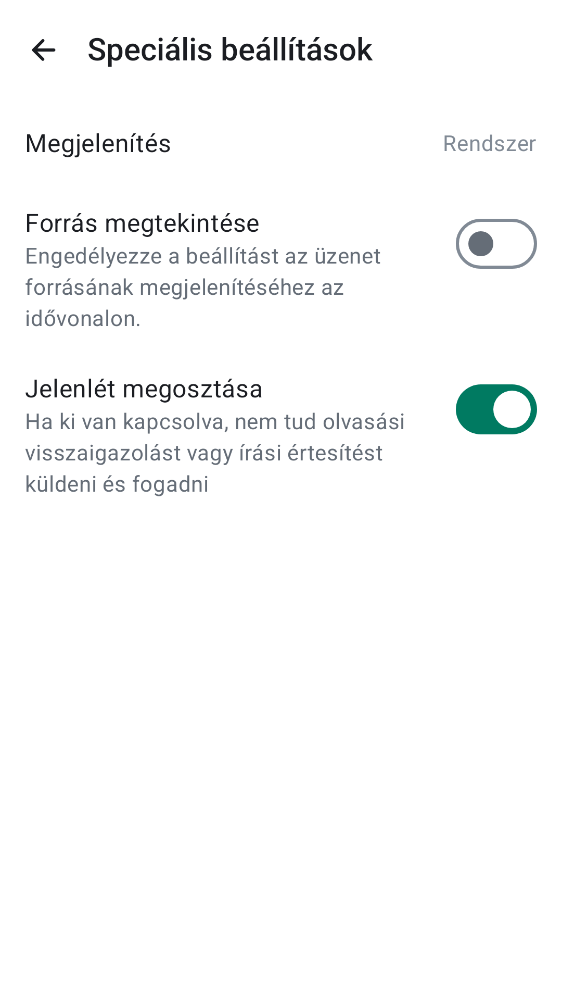 Speciális beállítások
Megjelenítés
Rendszer
Forrás megtekintése
Engedélyezze a beállítást az üzenet
forrásának megjelenítéséhez az
idővonalon.
Jelenlét megosztása
Ha ki van kapcsolva, nem tud olvasási
visszaigazolást vagy írási értesítést
küldeni és fogadni